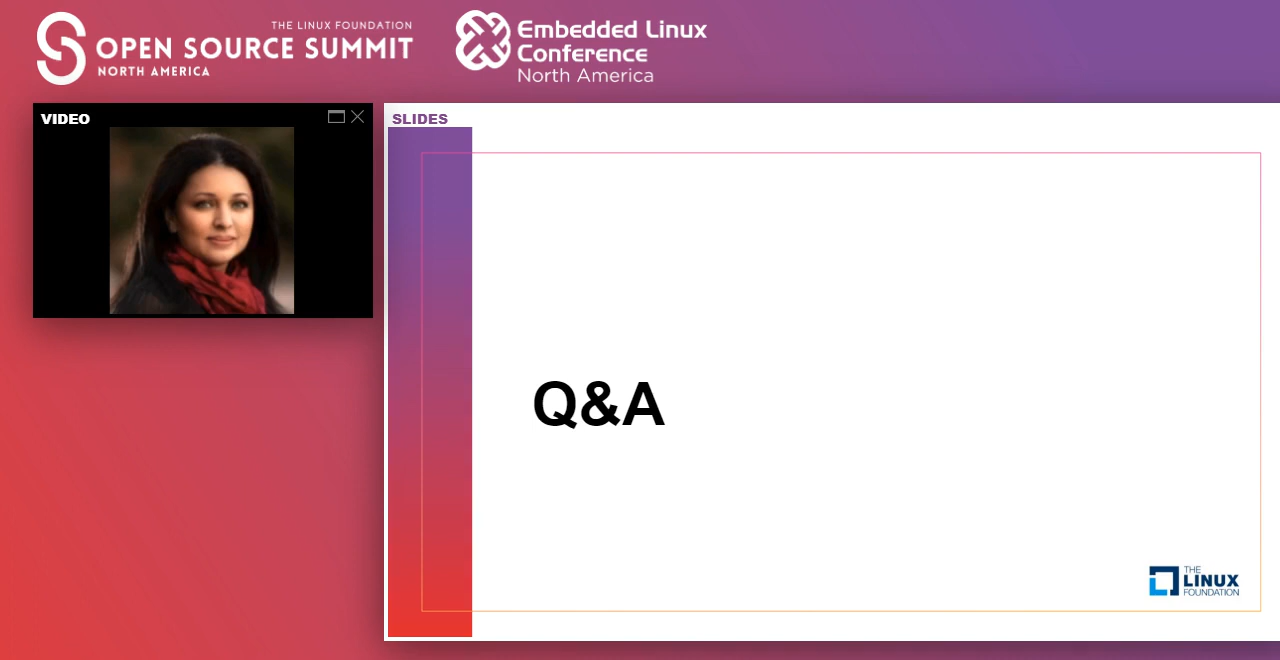 THE LINUX FOUNDATION
OPEN SOURCE SUMMIT
NORTH AMERICA
Embedded Linux
Conference
North America
VIDEO
SLIDES
Q&A
THE
LINUX
FOUNDATION